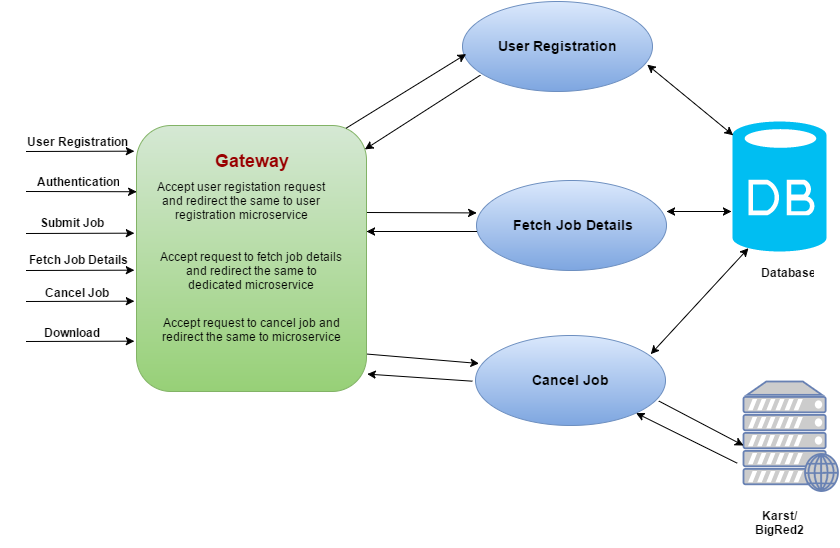 User Registration
User Registration
Authentication
Submit Job
Fetch Job Details
Cancel Job
Download
Gateway
Accept user registation request
and redirect the same to user
registration microservice
Accept request to fetch job details
and redirect the same to
dedicated microservice
Accept request to cancel job and
redirect the same to microservice
Fetch Job Details
Cancel Job
DB
Database
Karst/
BigRed2